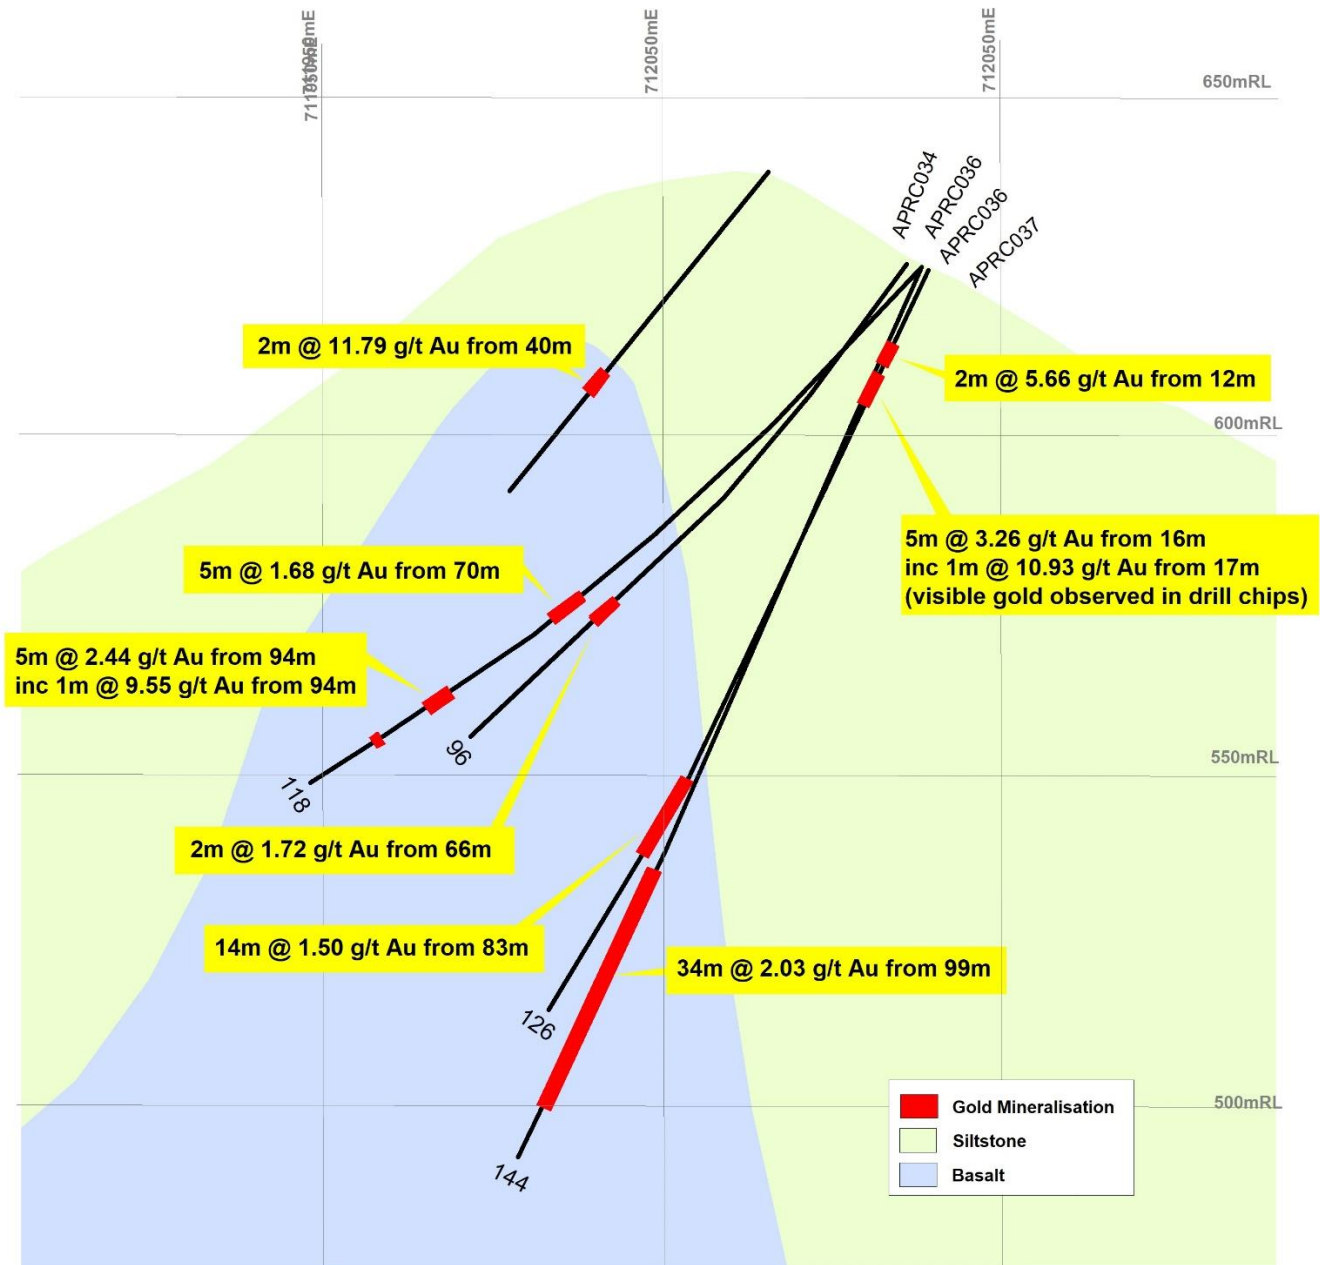 711950mE
711950mE
712050mE
712050mE
650mRL
APRC034
APRC036
APRC036
APRC037
2m @ 11.79 g/t Au from 40m
2m @ 5.66 g/t Au from 12m
600mRL
5m @ 3.26 g/t Au from 16m
inc 1m @ 10.93 g/t Au from 17m
(visible gold observed in drill chips)
5m @ 1.68 g/t Au from 70m
5m @ 2.44 g/t Au from 94m
inc 1m @ 9.55 g/t Au from 94m
96
550mRL
118
2m @ 1.72 g/t Au from 66m
14m @ 1.50 g/t Au from 83m
34m @ 2.03 g/t Au from 99m
126
500mRL
144
Gold Mineralisation
Siltstone
Basalt